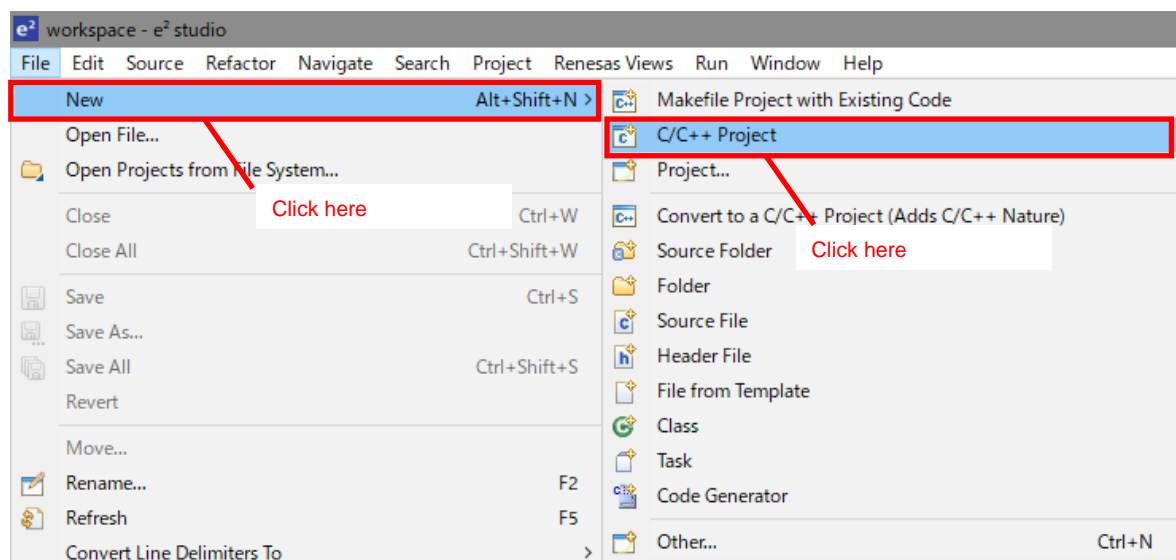 e² workspace - e² studio
File Edit Source Refactor Navigate Search Project Renesas Views Run Window Help
New Alt+Shift+N >
Open File...
Open Projects from File System...
Click here
Close Ctrl+W
Close All Ctrl+Shift+W
Save Ctrl+S
Save As...
Save All Ctrl+Shift+S
Revert
Move...
Rename... F2
Refresh F5
Convert Line Delimiters To >
Makefile Project with Existing Code
C/C++ Project
Project...
Convert to a C/C++ Project (Adds C/C++ Nature)
Source Folder
Click here
Folder
Source File
Header File
File from Template
Class
Task
Code Generator
Other... Ctrl+N